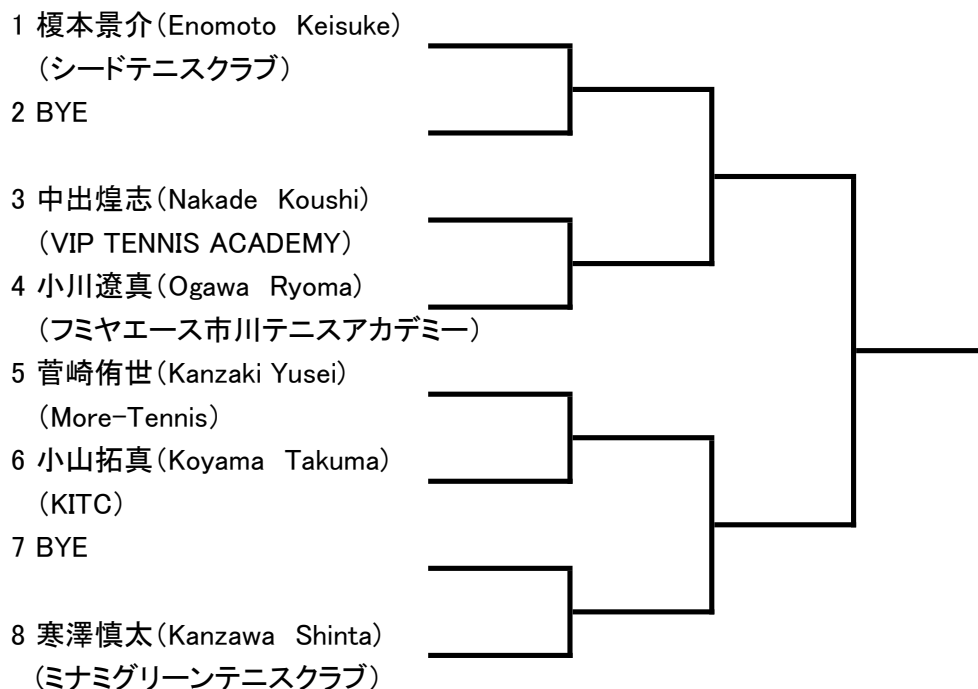 1 榎本景介(Enomoto Keisuke)
(シードテニスクラブ)
2 BYE
3 中出煌志(Nakade Koushi)
(VIP TENNIS ACADEMY)
4 小川遼真(Ogawa Ryoma)
(フミヤエース市川テニスアカデミー)
5 菅崎侑世(Kanzaki Yusei)
(More-Tennis)
6 小山拓真(Koyama Takuma)
(KITC)
7 BYE
8 寒澤慎太(Kanzawa Shinta)
(ミナミグリーンテニスクラブ)